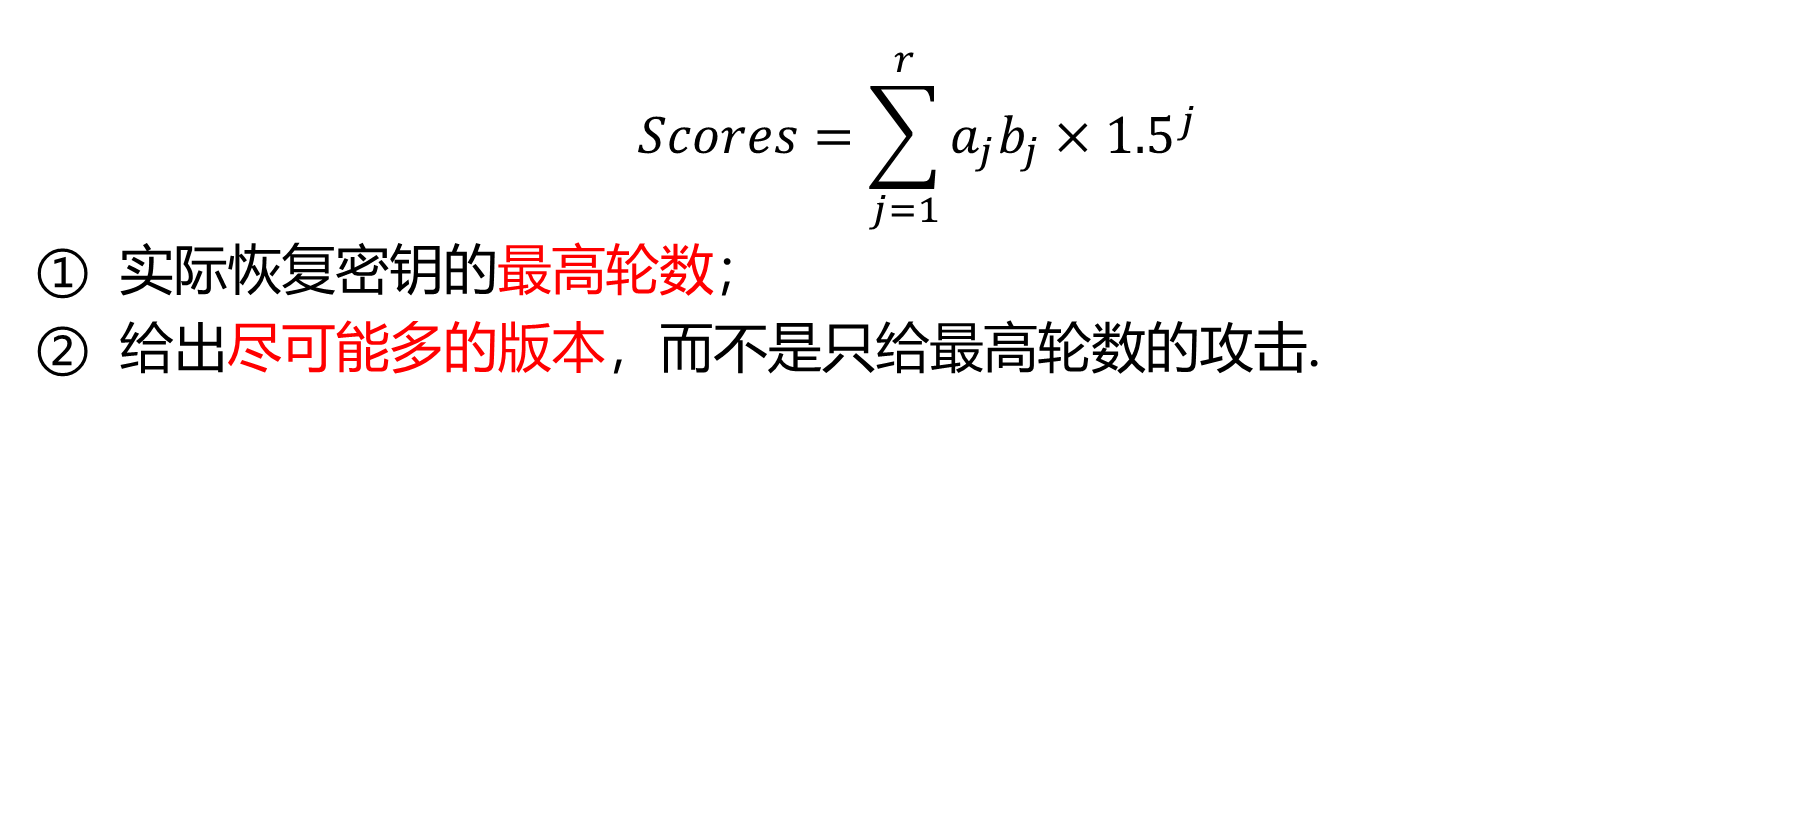 Scores = \sum_{j=1}^{r} a_j b_j × 1.5^j
① 实际恢复密钥的最高轮数；
② 给出尽可能多的版本，而不是只给最高轮数的攻击.